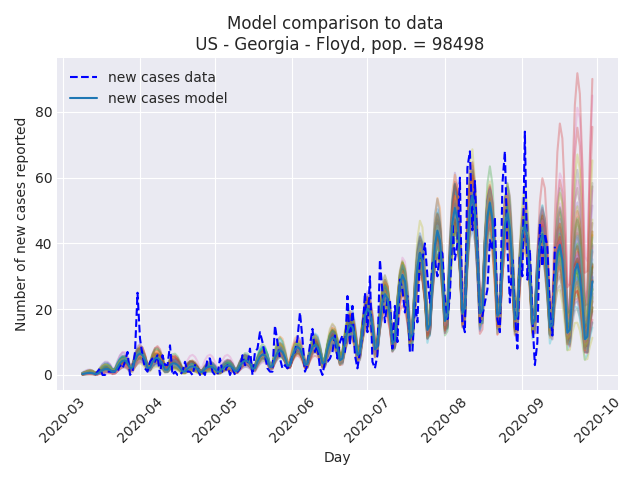 Model comparison to data
US - Georgia - Floyd, pop. = 98498
new cases data
new cases model
Number of new cases reported
80
60
40
20
0
2020-03
2020-04
2020-05
2020-06
2020-07
2020-08
2020-09
2020-10
Day